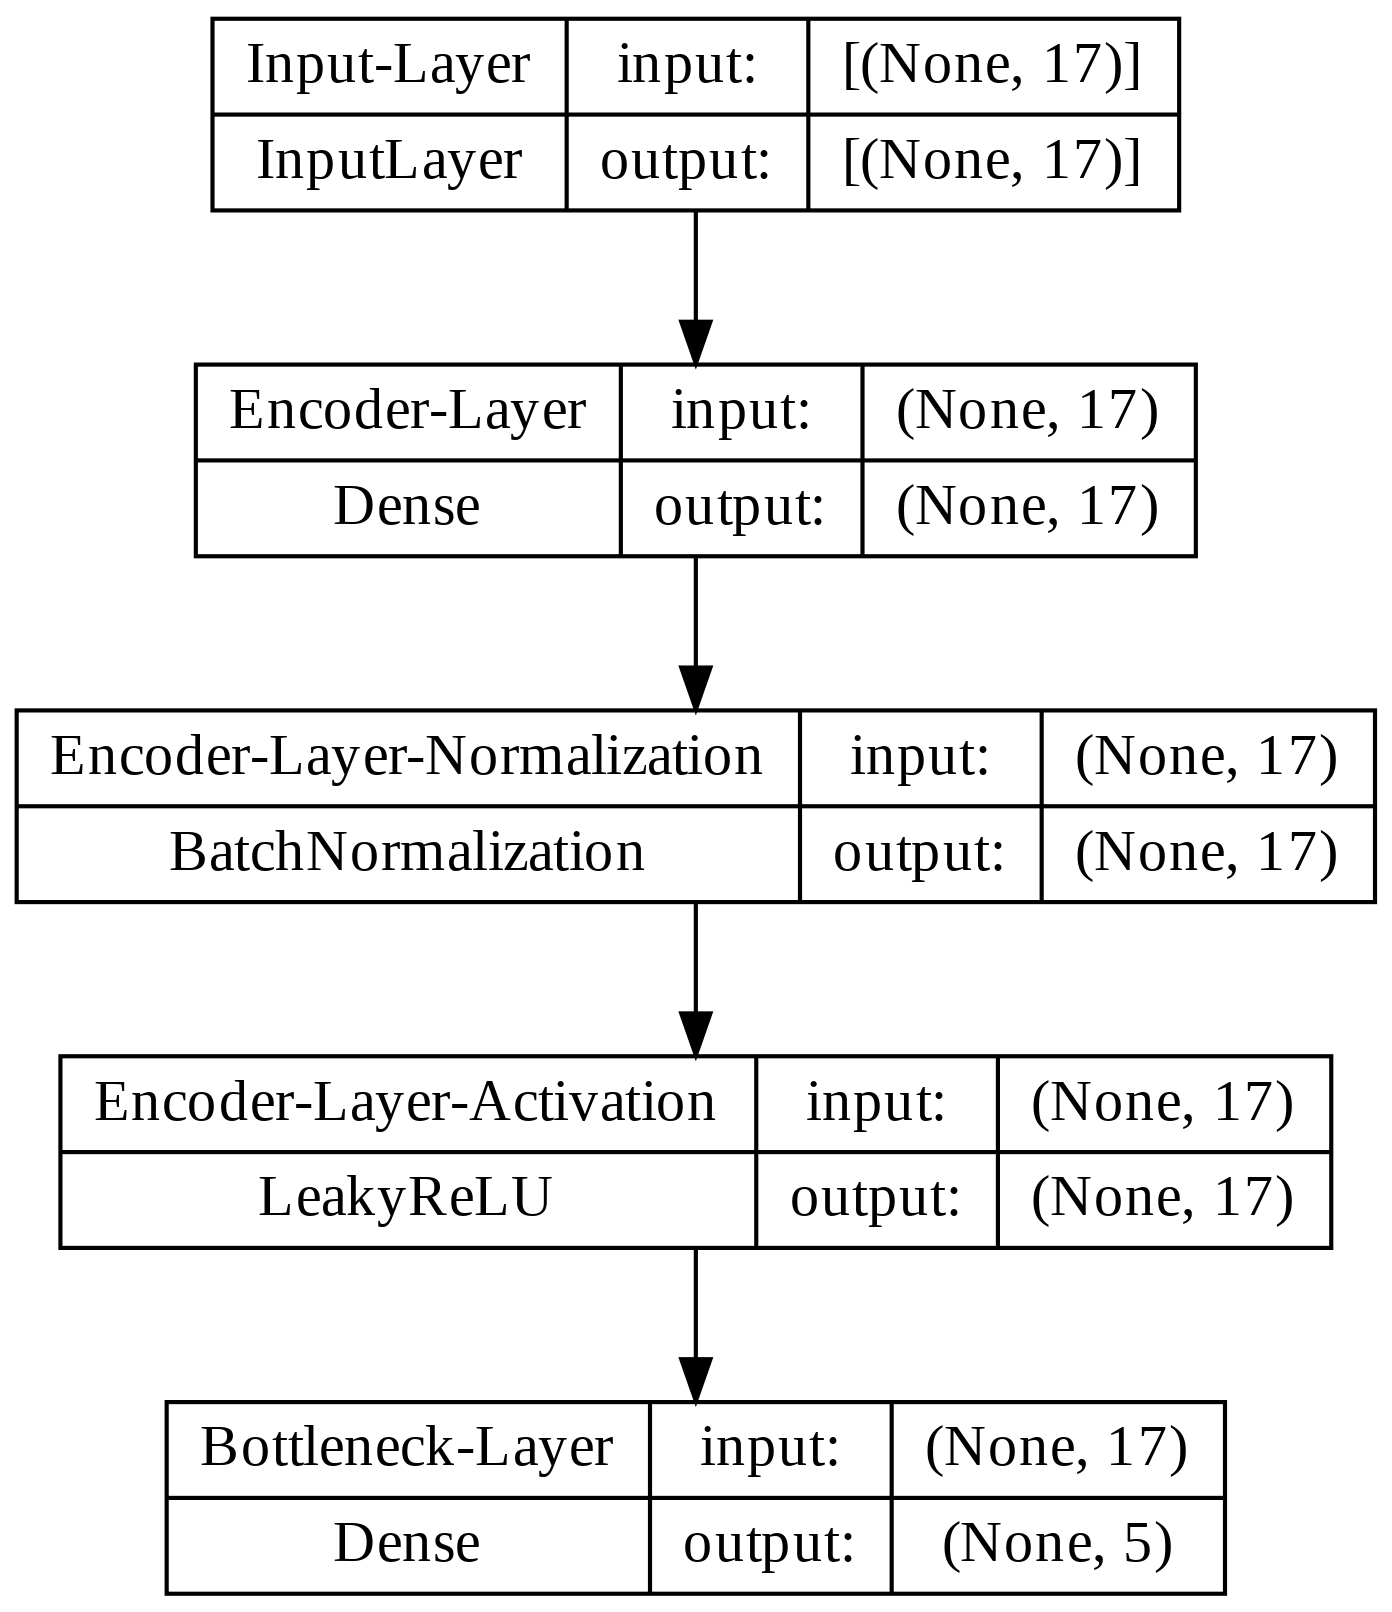 Input-Layer input: [(None, 17)]
InputLayer output: [(None, 17)]
Encoder-Layer input: (None, 17)
Dense output: (None, 17)
Encoder-Layer-Normalization input: (None, 17)
BatchNormalization output: (None, 17)
Encoder-Layer-Activation input: (None, 17)
LeakyReLU output: (None, 17)
Bottleneck-Layer input: (None, 17)
Dense output: (None, 5)